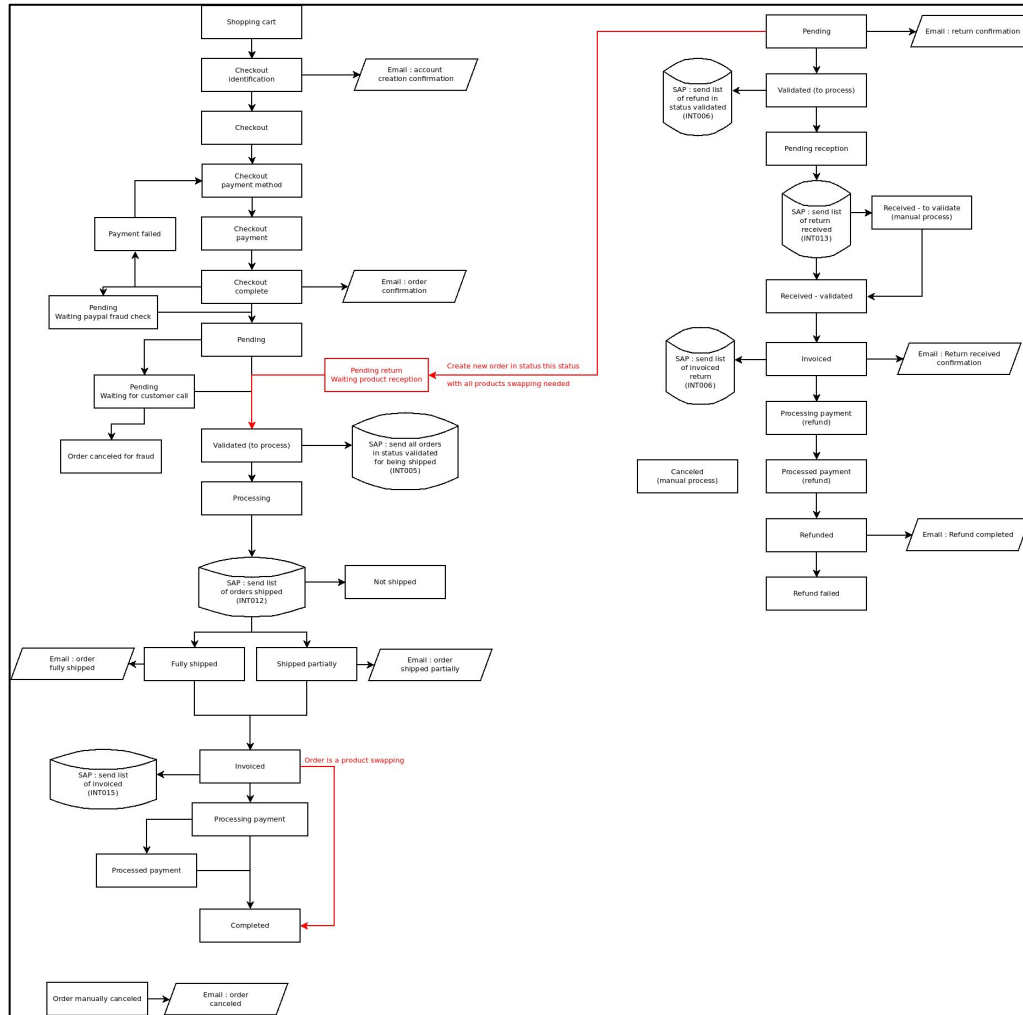 Shopping cart
Checkout
identification
Email : account
creation confirmation
Checkout
Checkout
payment method
Payment failed
Checkout
payment
Checkout
complete
Email : order
confirmation
Pending
Waiting paypal fraud check
Pending
Pending return
Waiting product reception
Create new order in status this status
with all products swapping needed
Pending
Waiting for customer call
Order canceled for fraud
Validated (to process)
SAP : send all orders
in status validated
for being shipped
(INT005)
Processing
SAP : send list
of orders shipped
(INT012)
Not shipped
Email : order
fully shipped
Fully shipped
Shipped partially
Email : order
shipped partially
Invoiced
Order is a product swapping
SAP : send list
of invoiced
(INT015)
Processing payment
Processed payment
Completed
Order manually canceled
Email : order
canceled
Pending
Email : return confirmation
SAP : send list
of refund in
status validated
(INT006)
Validated (to process)
Pending reception
SAP : send list
of return
received
(INT013)
Received - to validate
(manual process)
Received - validated
SAP : send list
of invoiced
return
(INT006)
Invoiced
Email : Return received
confirmation
Processing payment
(refund)
Canceled
(manual process)
Processed payment
(refund)
Refunded
Email : Refund completed
Refund failed